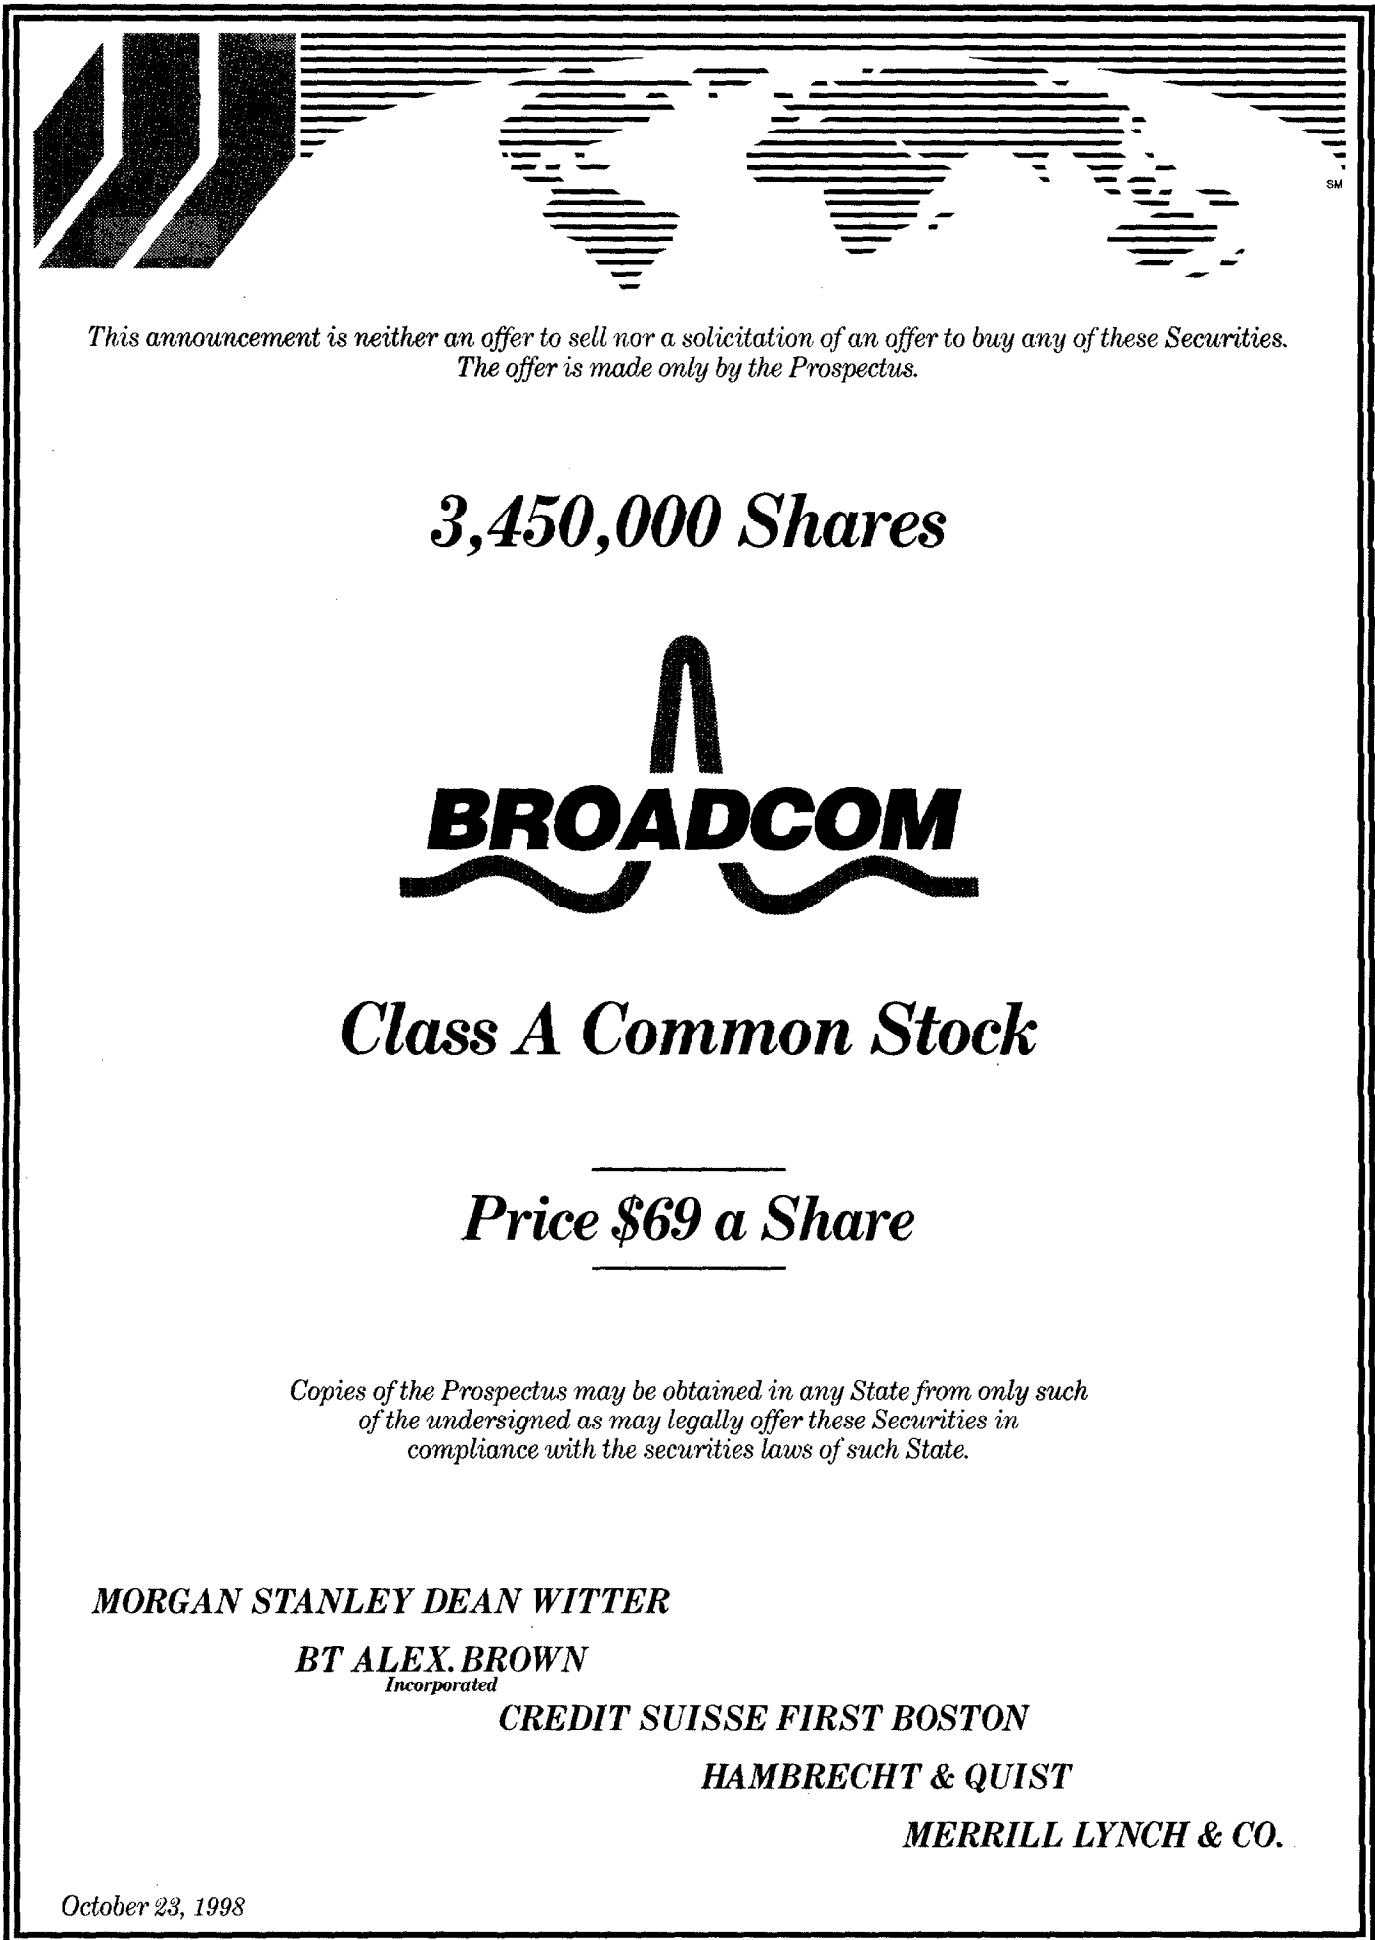 SM
This announcement is neither an offer to sell nor a solicitation of an offer to buy any of these Securities.
The offer is made only by the Prospectus.
3,450,000 Shares
BROADCOM
Class A Common Stock
Price $69 a Share
Copies of the Prospectus may be obtained in any State from only such
of the undersigned as may legally offer these Securities in
compliance with the securities laws of such State.
MORGAN STANLEY DEAN WITTER
BT ALEX. BROWN
Incorporated
CREDIT SUISSE FIRST BOSTON
HAMBRECHT & QUIST
MERRILL LYNCH & CO.
October 23, 1998